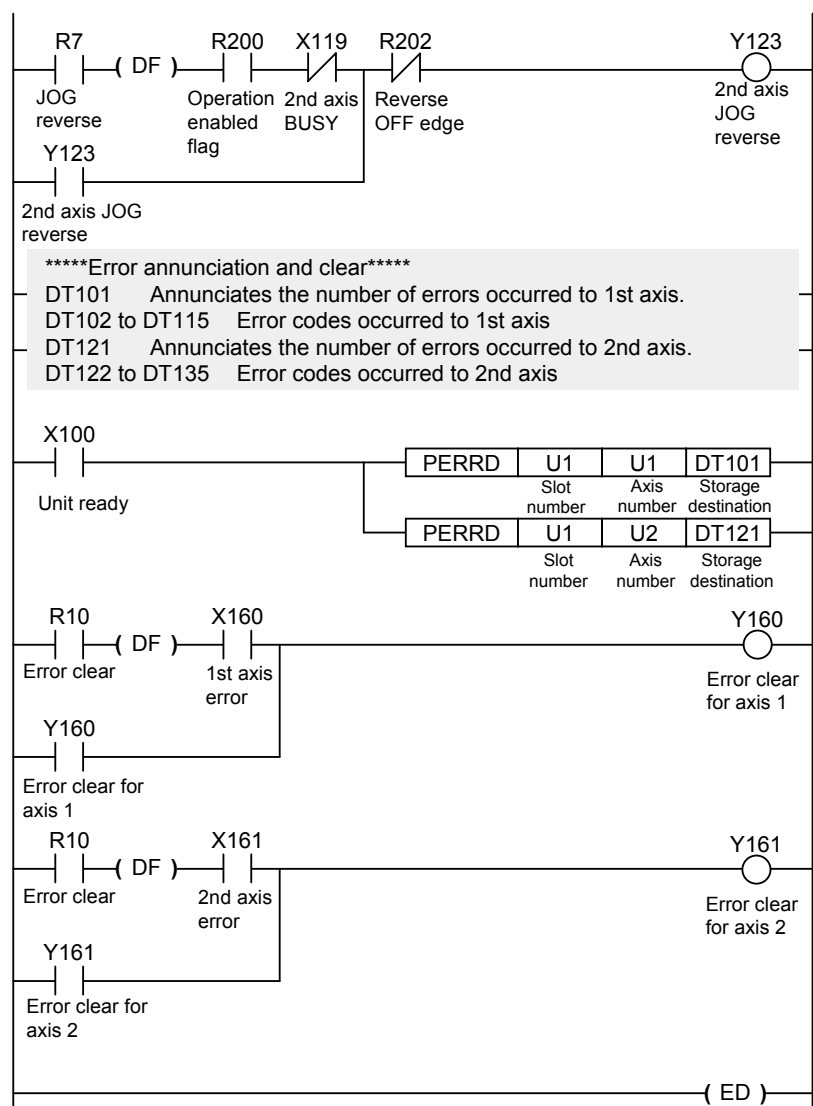 R7 R200 X119 R202 Y123
( DF )
JOG reverse
Operation enabled flag
2nd axis BUSY
Reverse OFF edge
2nd axis JOG reverse
Y123
2nd axis JOG reverse
*****Error annunciation and clear*****
DT101 Annunciates the number of errors occurred to 1st axis.
DT102 to DT115 Error codes occurred to 1st axis
DT121 Annunciates the number of errors occurred to 2nd axis.
DT122 to DT135 Error codes occurred to 2nd axis
X100
Unit ready
PERRD U1 U1 DT101
Slot number
Axis number
Storage destination
PERRD U1 U2 DT121
Slot number
Axis number
Storage destination
R10 X160 Y160
( DF )
Error clear
1st axis error
Error clear for axis 1
Y160
Error clear for axis 1
R10 X161 Y161
( DF )
Error clear
2nd axis error
Error clear for axis 2
Y161
Error clear for axis 2
( ED )